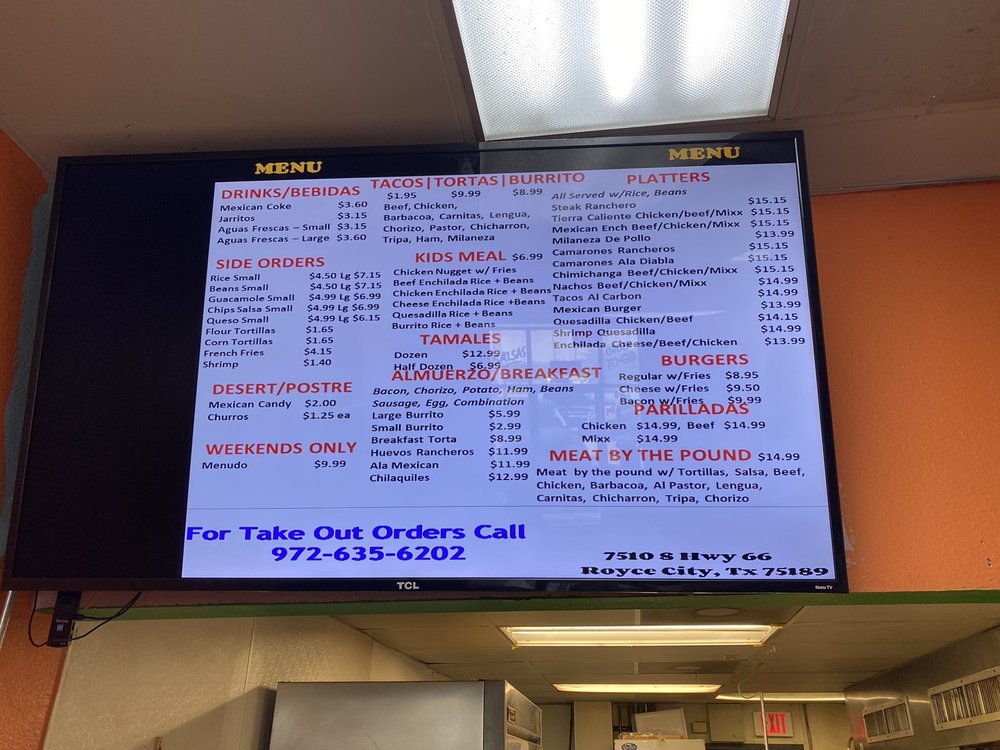 MENU
MENU
DRINKS/BEBIDAS
Mexican Coke $3.60
Jarritos $3.15
Aguas Frescas – Small $3.15
Aguas Frescas – Large $3.60
SIDE ORDERS
Rice Small $4.50 Lg $7.15
Beans Small $4.50 Lg $7.15
Guacamole Small $4.99 Lg $6.99
Chips Salsa Small $4.99 Lg $6.99
Queso Small $4.99 Lg $6.15
Flour Tortillas $1.65
Corn Tortillas $1.65
French Fries $4.15
Shrimp $1.40
DESERT/POSTRE
Mexican Candy $2.00
Churros $1.25 ea
WEEKENDS ONLY
Menudo $9.99
TACOS|TORTAS|BURRITO
$1.95 $9.99 $8.99
Beef, Chicken,
Barbacoa, Carnitas, Lengua,
Chorizo, Pastor, Chicharron,
Tripa, Ham, Milaneza
KIDS MEAL $6.99
Chicken Nugget w/ Fries
Beef Enchilada Rice + Beans
Chicken Enchilada Rice + Beans
Cheese Enchilada Rice +Beans
Quesadilla Rice + Beans
Burrito Rice + Beans
TAMALES
Dozen $12.99
Half Dozen $6.99
ALMUERZO/BREAKFAST
Bacon, Chorizo, Potato, Ham, Beans
Sausage, Egg, Combination
Large Burrito $5.99
Small Burrito $2.99
Breakfast Torta $8.99
Huevos Rancheros $11.99
Ala Mexican $11.99
Chilaquiles $12.99
PLATTERS
All Served w/Rice, Beans
Steak Ranchero $15.15
Tierra Caliente Chicken/beef/Mixx $15.15
Mexican Ench Beef/Chicken/Mixx $15.15
Milaneza De Pollo $13.99
Camarones Rancheros $15.15
Camarones Ala Diabla $15.15
Chimichanga Beef/Chicken/Mixx $15.15
Nachos Beef/Chicken/Mixx $14.99
Tacos Al Carbon $14.99
Mexican Burger $13.99
Quesadilla Chicken/Beef $14.15
Shrimp Quesadilla $14.99
Enchilada Cheese/Beef/Chicken $13.99
BURGERS
Regular w/Fries $8.95
Cheese w/Fries $9.50
Bacon w/Fries $9.99
PARILLADAS
Chicken $14.99, Beef $14.99
Mixx $14.99
MEAT BY THE POUND $14.99
Meat by the pound w/ Tortillas, Salsa, Beef,
Chicken, Barbacoa, Al Pastor, Lengua,
Carnitas, Chicharron, Tripa, Chorizo
For Take Out Orders Call
972-635-6202
7510 S Hwy 66
Royce City, Tx 75189
TCL
Roku TV
EXIT